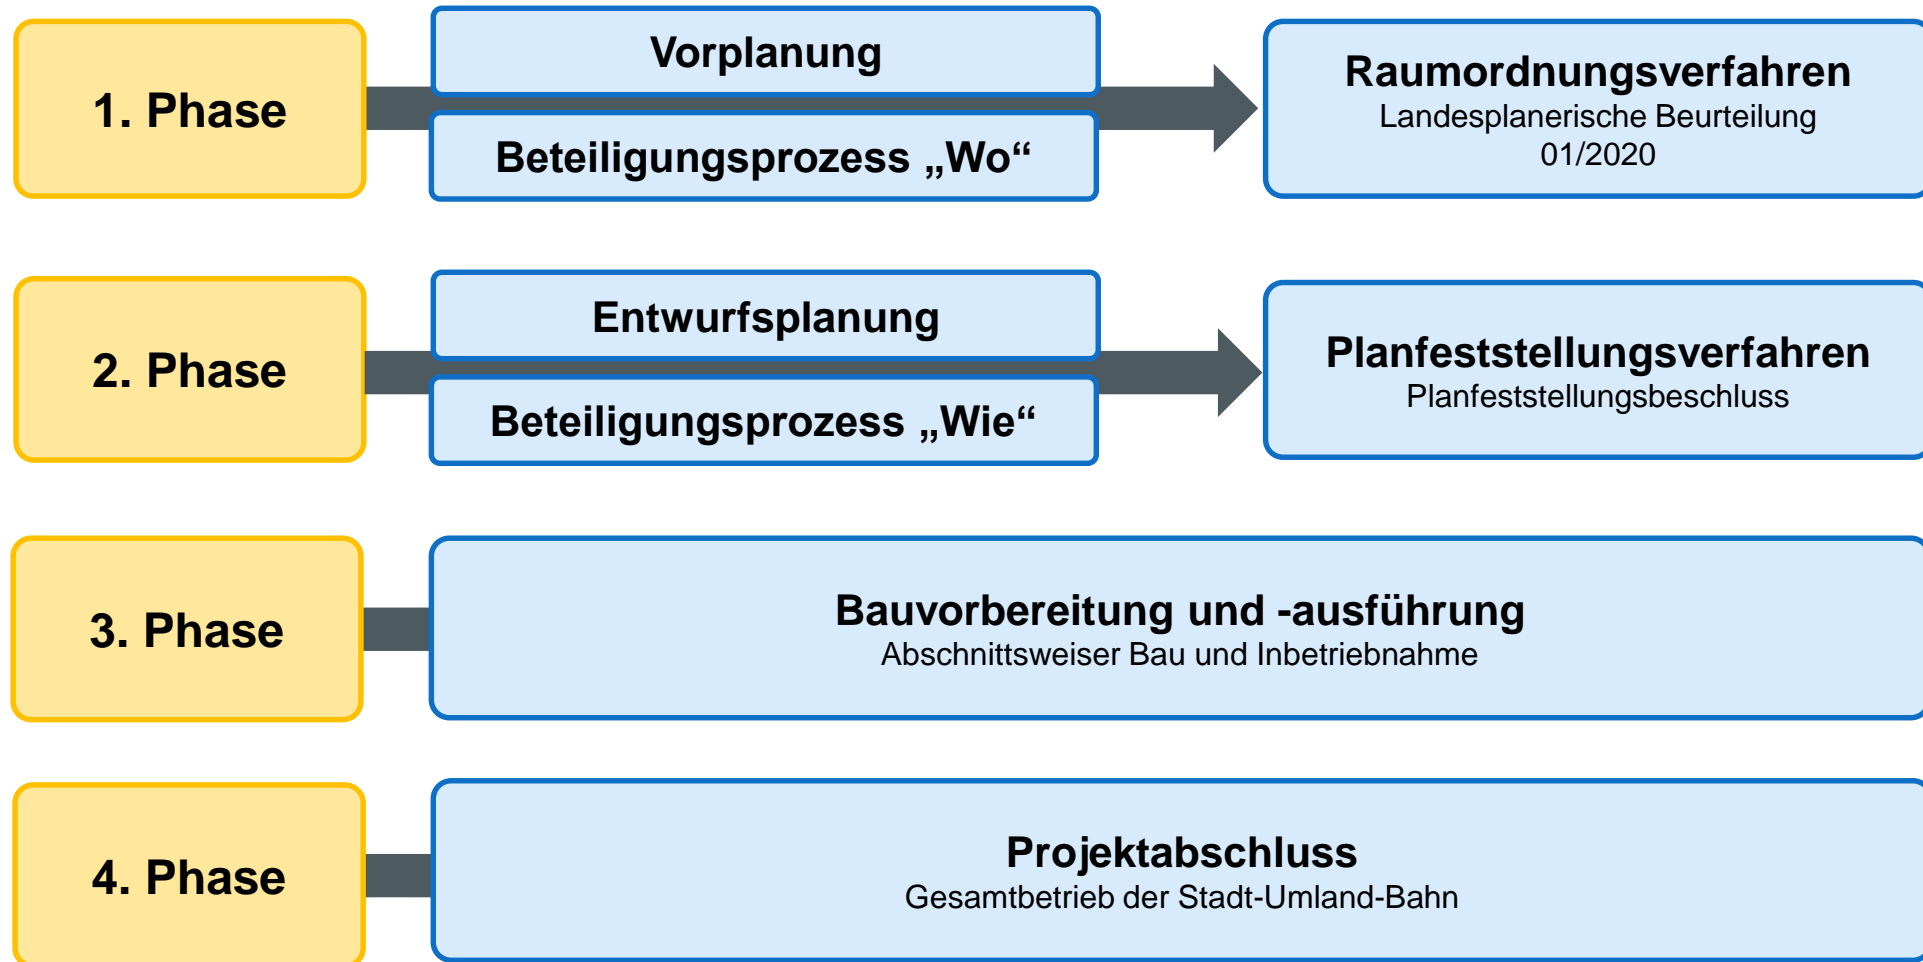 1. Phase
Vorplanung
Beteiligungsprozess „Wo“
Raumordnungsverfahren
Landesplanerische Beurteilung
01/2020
2. Phase
Entwurfsplanung
Beteiligungsprozess „Wie“
Planfeststellungsverfahren
Planfeststellungsbeschluss
3. Phase
Bauvorbereitung und -ausführung
Abschnittsweiser Bau und Inbetriebnahme
4. Phase
Projektabschluss
Gesamtbetrieb der Stadt-Umland-Bahn